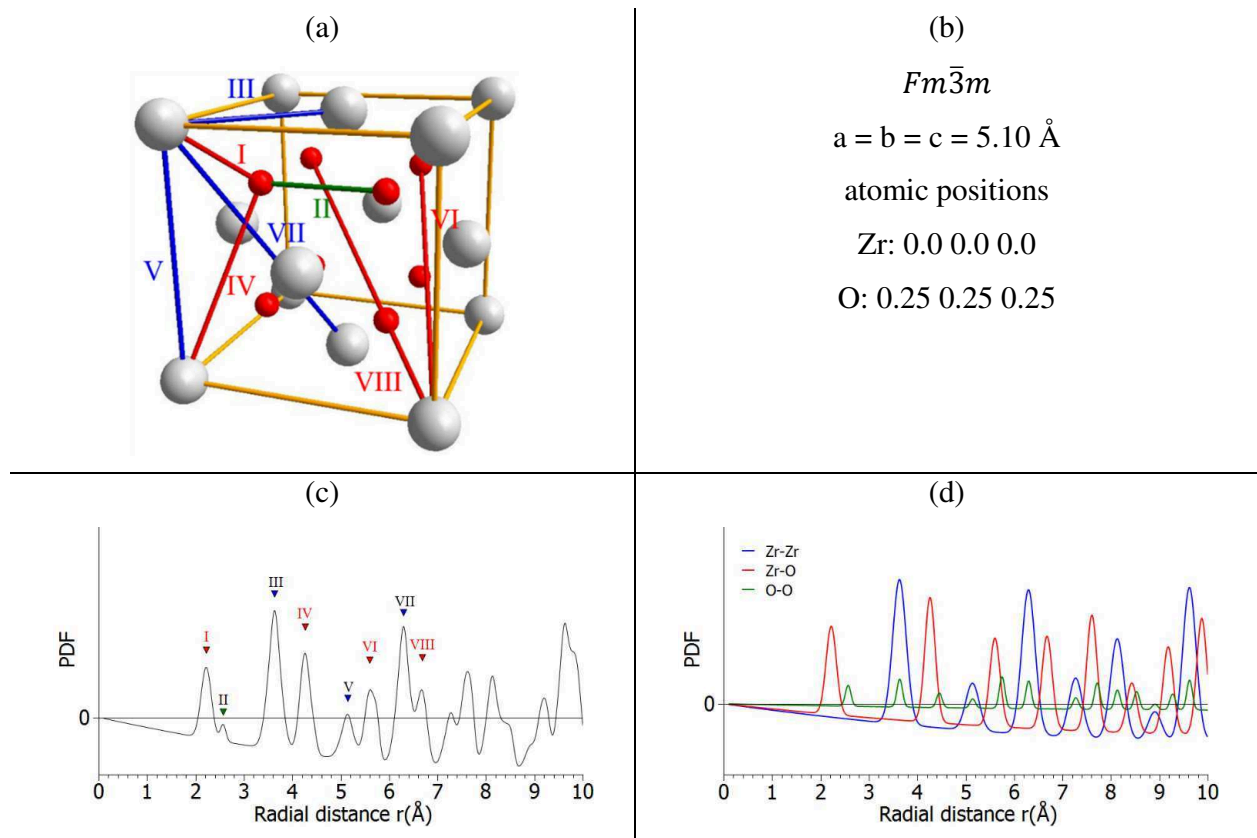 (a)
III
I
II
VII
VI
V
IV
VIII
(b)
Fm3̅m
a = b = c = 5.10 Å
atomic positions
Zr: 0.0 0.0 0.0
O: 0.25 0.25 0.25
(c)
PDF
0
I
II
III
IV
V
VI
VII
VIII
0 1 2 3 4 5 6 7 8 9 10
Radial distance r(Å)
(d)
PDF
0
Zr-Zr
Zr-O
O-O
0 1 2 3 4 5 6 7 8 9 10
Radial distance r(Å)